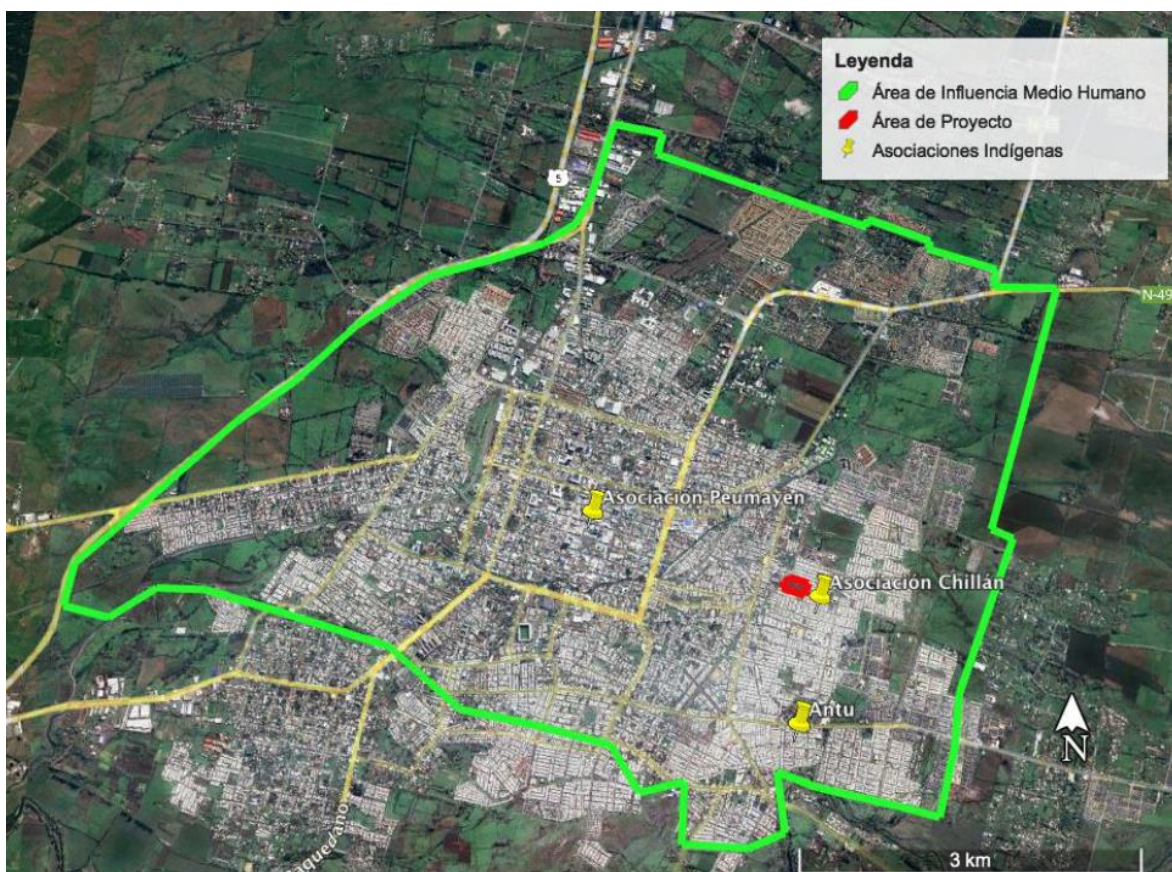 Leyenda
Área de Influencia Medio Humano
Área de Proyecto
Asociaciones Indígenas
5
N-49
Asociación Peumayen
Asociación Chillán
Antu
N
aquedano
3 km